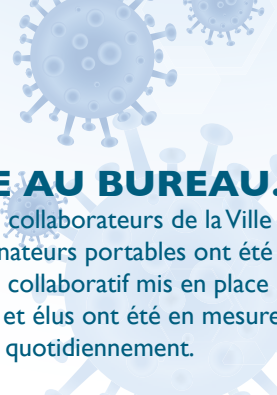 E AU BUREAU.
collaborateurs de la Ville
nateurs portables ont été
collaboratif mis en place
et élus ont été en mesure
quotidiennement.